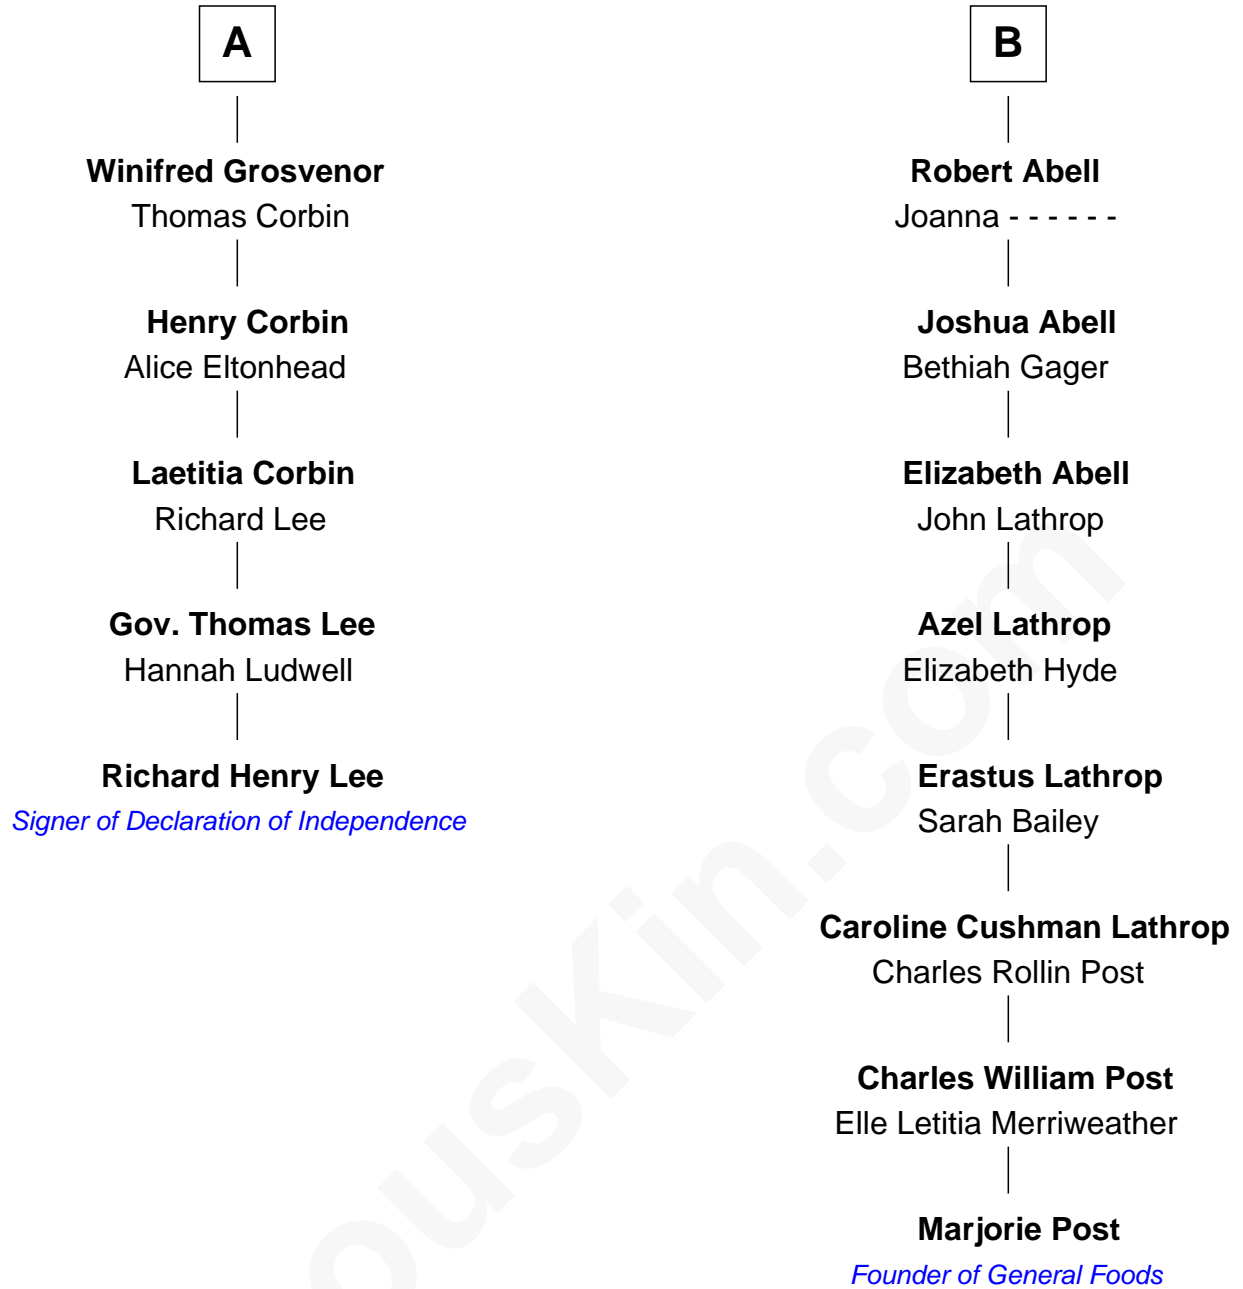 A
Winifred Grosvenor
Thomas Corbin
Henry Corbin
Alice Eltonhead
Laetitia Corbin
Richard Lee
Gov. Thomas Lee
Hannah Ludwell
Richard Henry Lee
Signer of Declaration of Independence
B
Robert Abell
Joanna - - - - - -
Joshua Abell
Bethiah Gager
Elizabeth Abell
John Lathrop
Azel Lathrop
Elizabeth Hyde
Erastus Lathrop
Sarah Bailey
Caroline Cushman Lathrop
Charles Rollin Post
Charles William Post
Elle Letitia Merriweather
Marjorie Post
Founder of General Foods
ousKin.com